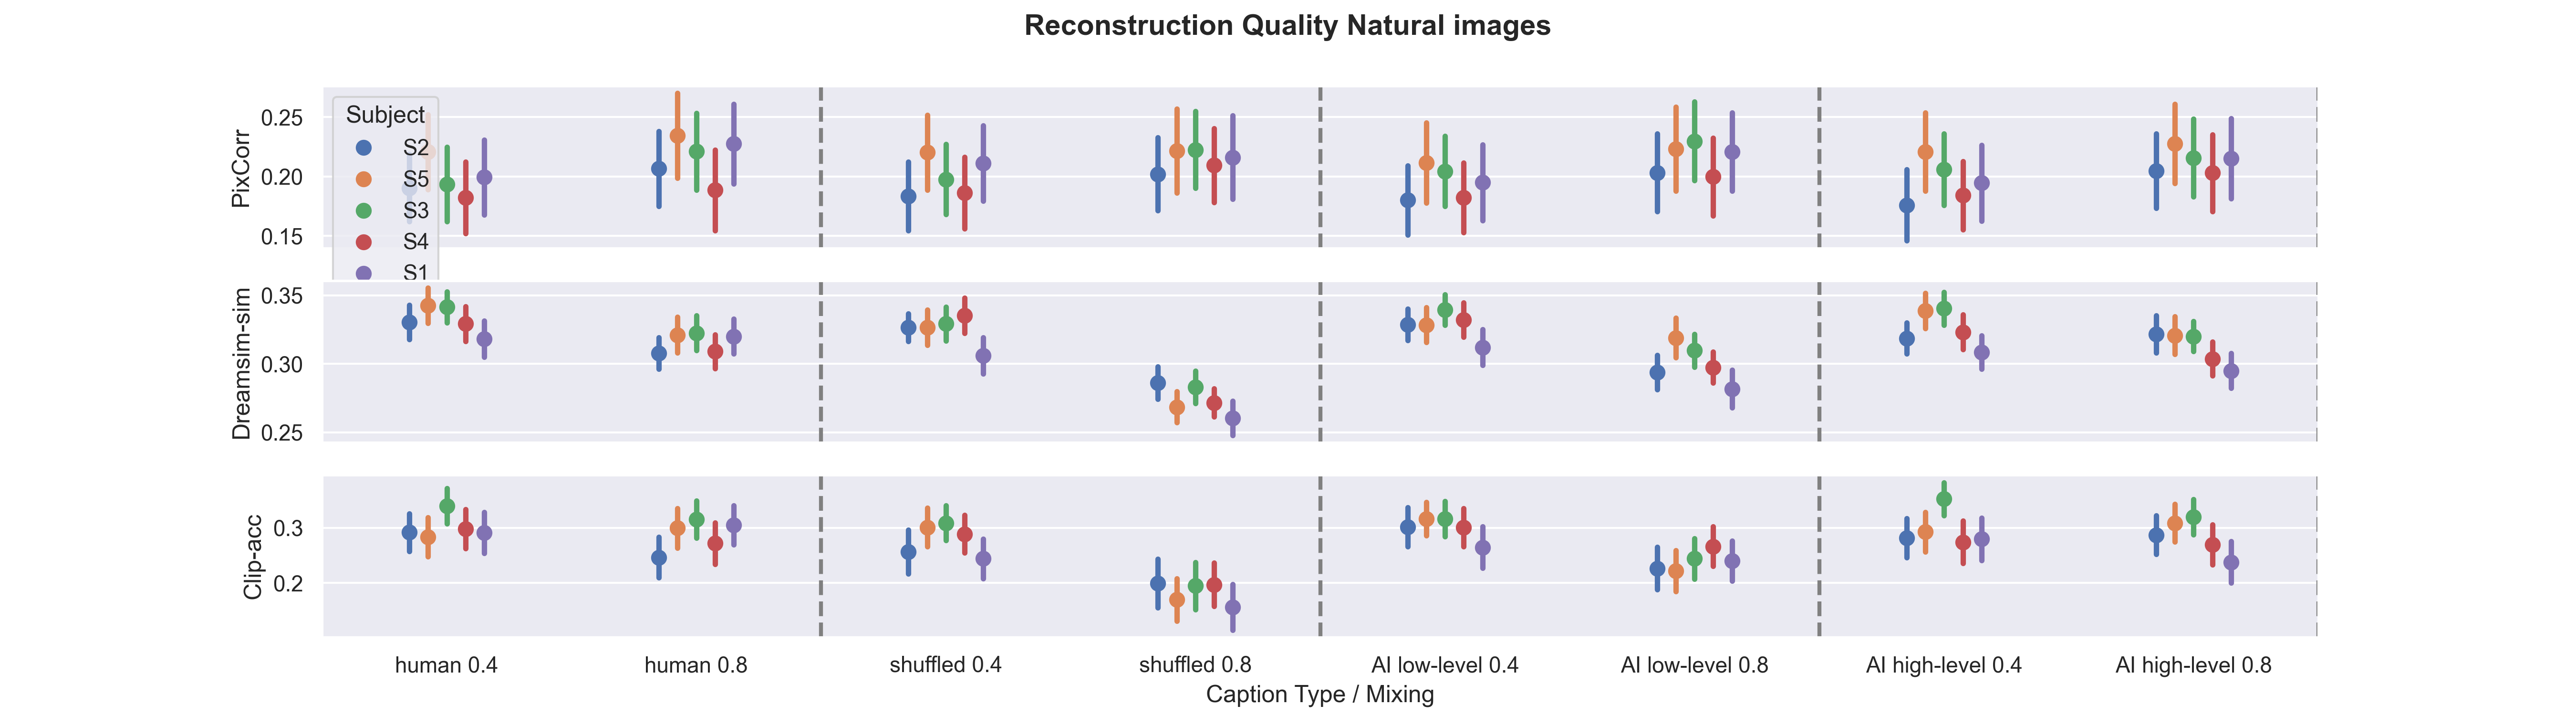 Reconstruction Quality Natural images
PixCorr
0.25
0.20
0.15
Subject
S2
S5
S3
S4
S1
Dreamsim-sim
0.35
0.30
0.25
Clip-acc
0.3
0.2
human 0.4
human 0.8
shuffled 0.4
shuffled 0.8
AI low-level 0.4
AI low-level 0.8
AI high-level 0.4
AI high-level 0.8
Caption Type / Mixing